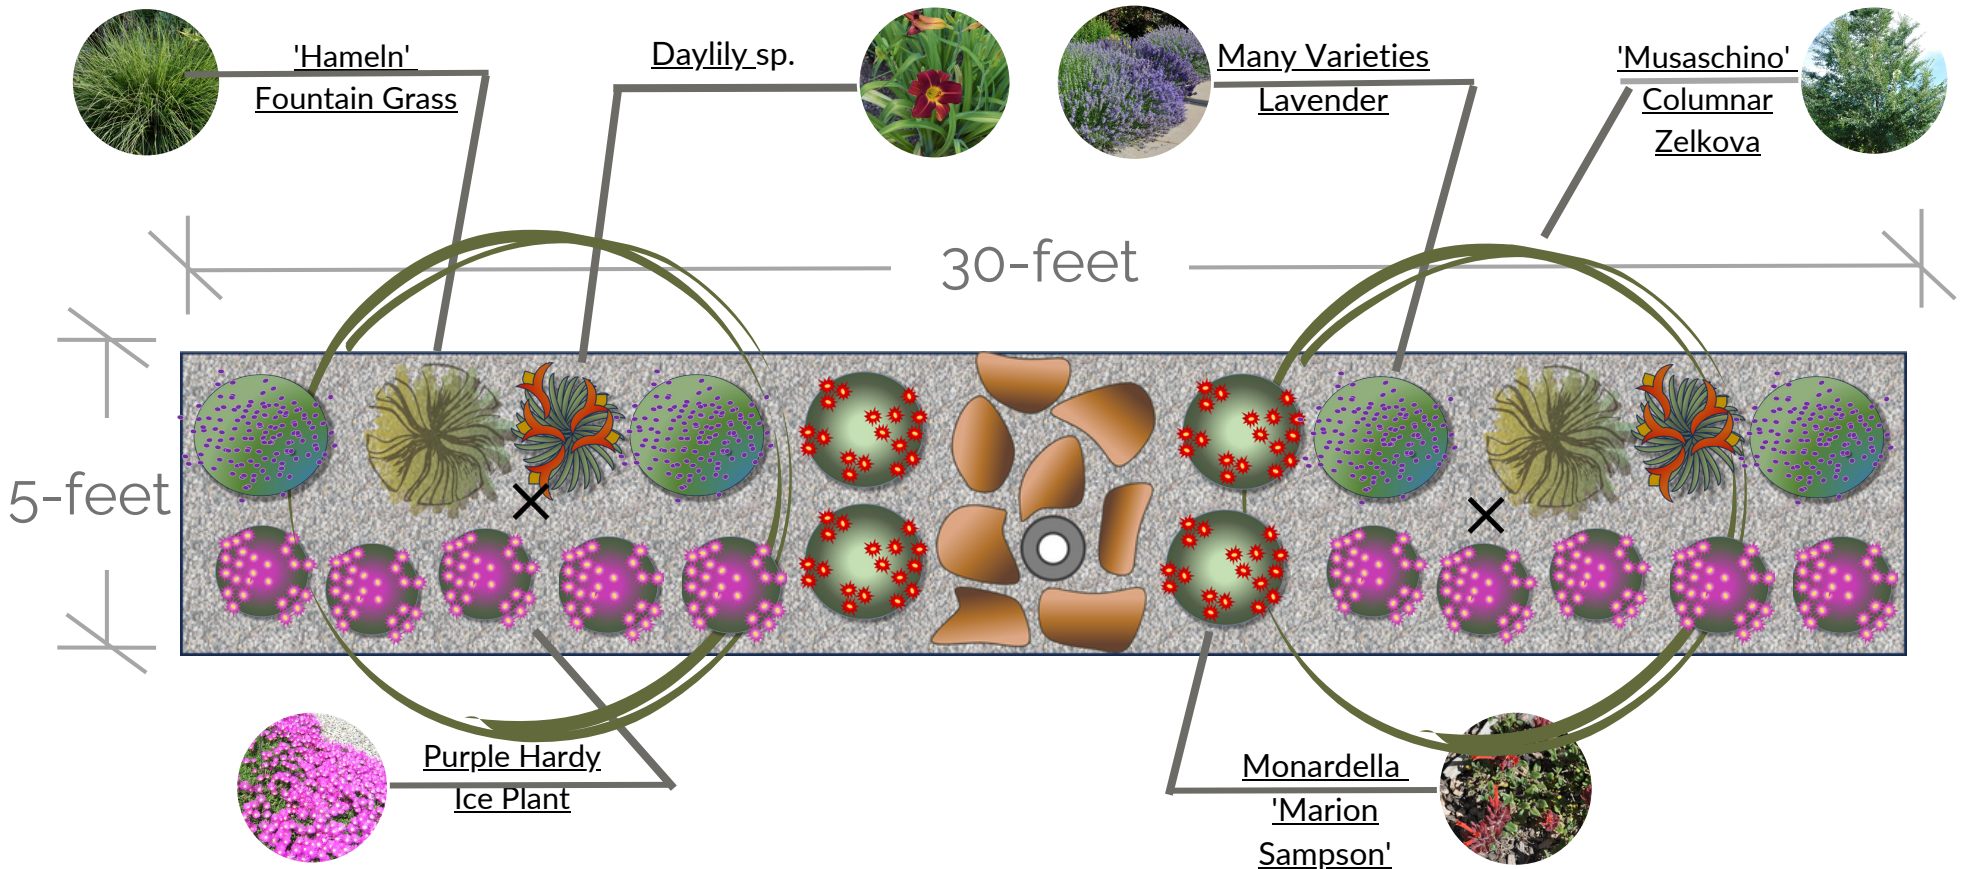 'Hameln'
Fountain Grass
Daylily sp.
Many Varieties
Lavender
'Musaschino'
Columnar
Zelkova
30-feet
5-feet
Purple Hardy
Ice Plant
Monardella
'Marion
Sampson'